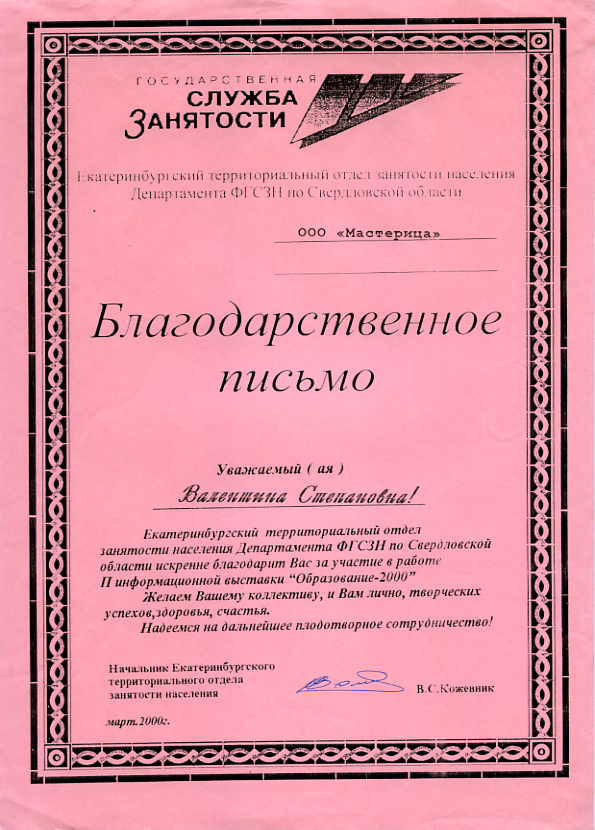 ГОСУДАРСТВЕННАЯ
СЛУЖБА
ЗАНЯТОСТИ
Екатеринбургский территориальный отдел занятости населения
Департамента ФГСЗН по Свердловской области
ООО «Мастерица»
Благодарственное
письмо
Уважаемый ( ая )
Валентина Степановна!
Екатеринбургский территориальный отдел
занятости населения Департамента ФГСЗН по Свердловской
области искренне благодарит Вас за участие в работе
П информационной выставки “Образование-2000”
Желаем Вашему коллективу, и Вам лично, творческих
успехов,здоровья, счастья.
Надеемся на дальнейшее плодотворное сотрудничество!
Начальник Екатеринбургского
территориального отдела
занятости населения
В.С.Кожевник
март.2000г.